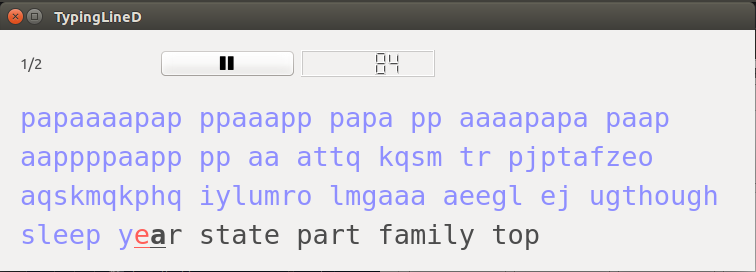 TypingLineD
1/2 84
papaaaapap ppaaapp papa pp aaaapapa paap
aappppaapp pp aa attq kqsm tr pjptafzeo
aqskmqkphq iylumro lmgaaa aeegl ej ugthough
sleep year state part family top